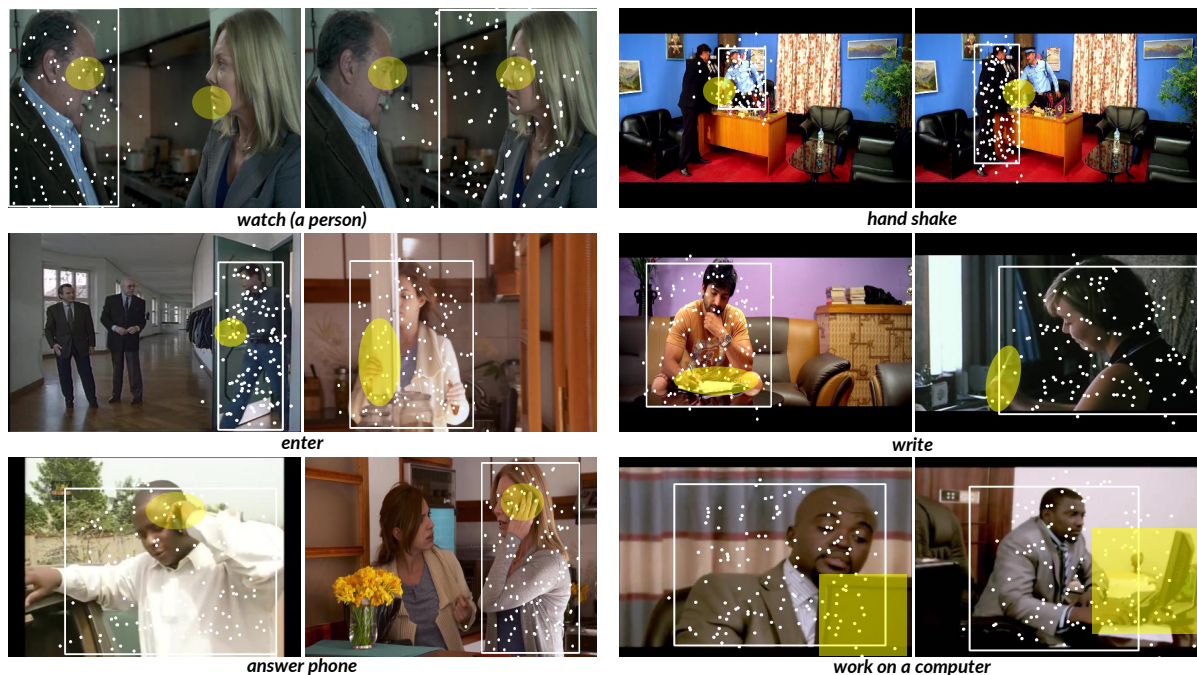 watch (a person)
hand shake
enter
write
answer phone
work on a computer